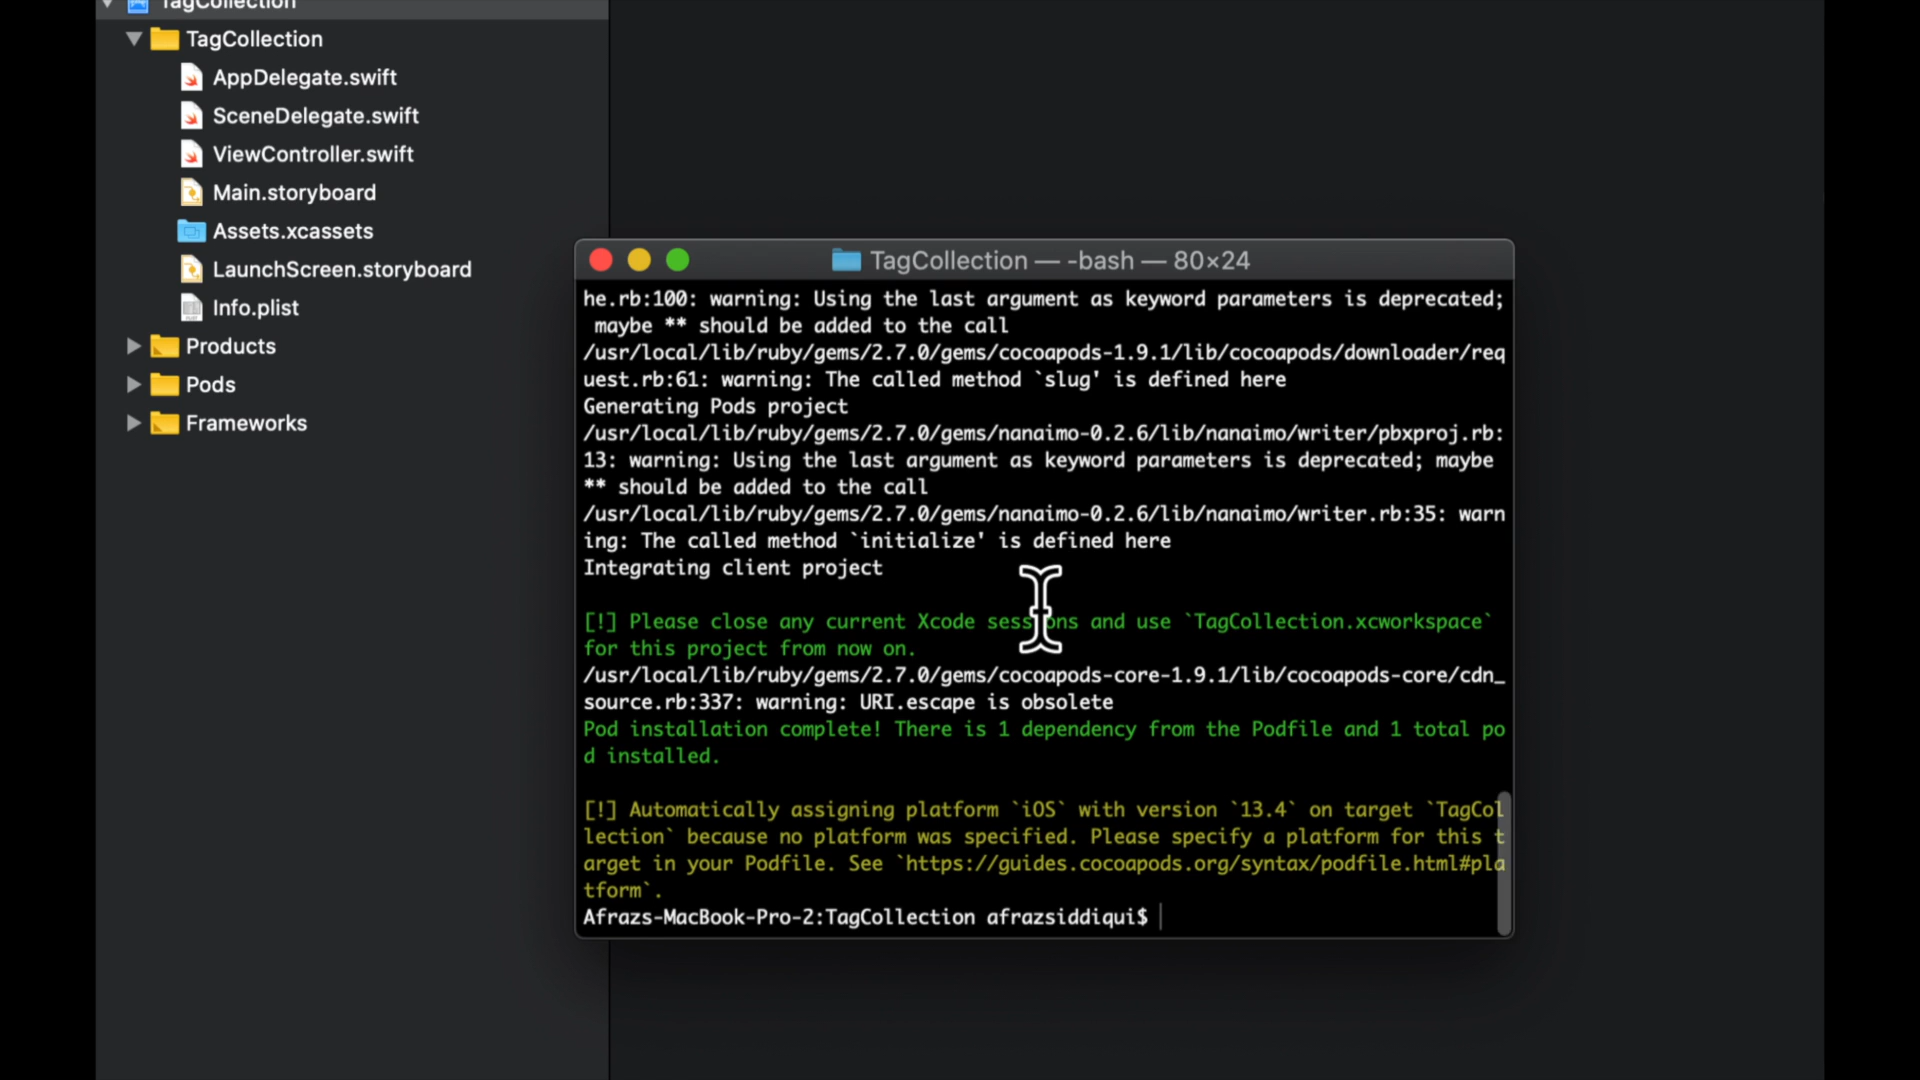 TagCollection
TagCollection
AppDelegate.swift
SceneDelegate.swift
ViewController.swift
Main.storyboard
Assets.xcassets
LaunchScreen.storyboard
Info.plist
Products
Pods
Frameworks
TagCollection — -bash — 80×24
he.rb:100: warning: Using the last argument as keyword parameters is deprecated;
 maybe ** should be added to the call
/usr/local/lib/ruby/gems/2.7.0/gems/cocoapods-1.9.1/lib/cocoapods/downloader/req
uest.rb:61: warning: The called method `slug' is defined here
Generating Pods project
/usr/local/lib/ruby/gems/2.7.0/gems/nanaimo-0.2.6/lib/nanaimo/writer/pbxproj.rb:
13: warning: Using the last argument as keyword parameters is deprecated; maybe
** should be added to the call
/usr/local/lib/ruby/gems/2.7.0/gems/nanaimo-0.2.6/lib/nanaimo/writer.rb:35: warn
ing: The called method `initialize' is defined here
Integrating client project
[!] Please close any current Xcode sessions and use `TagCollection.xcworkspace`
for this project from now on.
/usr/local/lib/ruby/gems/2.7.0/gems/cocoapods-core-1.9.1/lib/cocoapods-core/cdn_
source.rb:337: warning: URI.escape is obsolete
Pod installation complete! There is 1 dependency from the Podfile and 1 total po
d installed.
[!] Automatically assigning platform `iOS` with version `13.4` on target `TagCol
lection` because no platform was specified. Please specify a platform for this t
arget in your Podfile. See `https://guides.cocoapods.org/syntax/podfile.html#pla
tform`.
Afrazs-MacBook-Pro-2:TagCollection afrazsiddiqui$